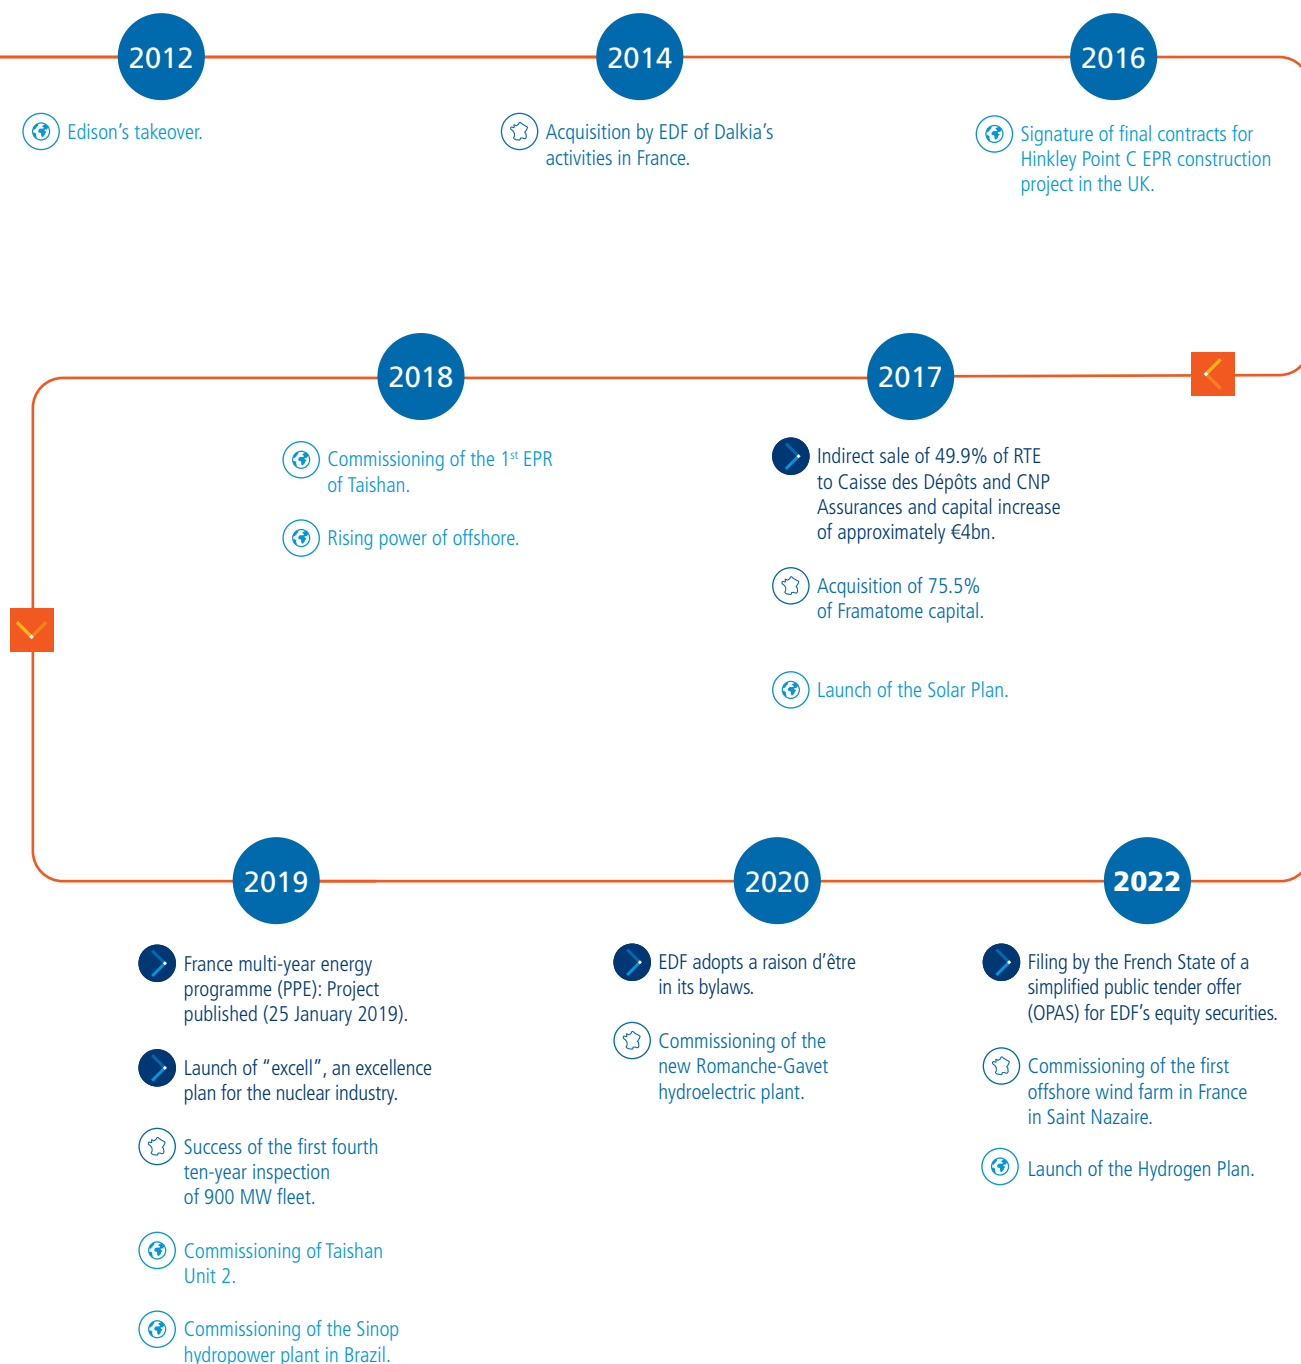 2012
Edison’s takeover.
2014
Acquisition by EDF of Dalkia’s
activities in France.
2016
Signature of final contracts for
Hinkley Point C EPR construction
project in the UK.
2017
Indirect sale of 49.9% of RTE
to Caisse des Dépôts and CNP
Assurances and capital increase
of approximately €4bn.
Acquisition of 75.5%
of Framatome capital.
Launch of the Solar Plan.
2018
Commissioning of the 1st EPR
of Taishan.
Rising power of offshore.
2019
France multi-year energy
programme (PPE): Project
published (25 January 2019).
Launch of “excell”, an excellence
plan for the nuclear industry.
Success of the first fourth
ten-year inspection
of 900 MW fleet.
Commissioning of Taishan
Unit 2.
Commissioning of the Sinop
hydropower plant in Brazil.
2020
EDF adopts a raison d’être
in its bylaws.
Commissioning of the
new Romanche-Gavet
hydroelectric plant.
2022
Filing by the French State of a
simplified public tender offer
(OPAS) for EDF’s equity securities.
Commissioning of the first
offshore wind farm in France
in Saint Nazaire.
Launch of the Hydrogen Plan.